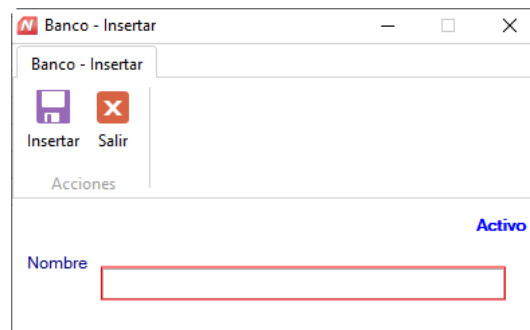 N Banco - Insertar
Banco - Insertar
Insertar Salir
Acciones
Activo
Nombre